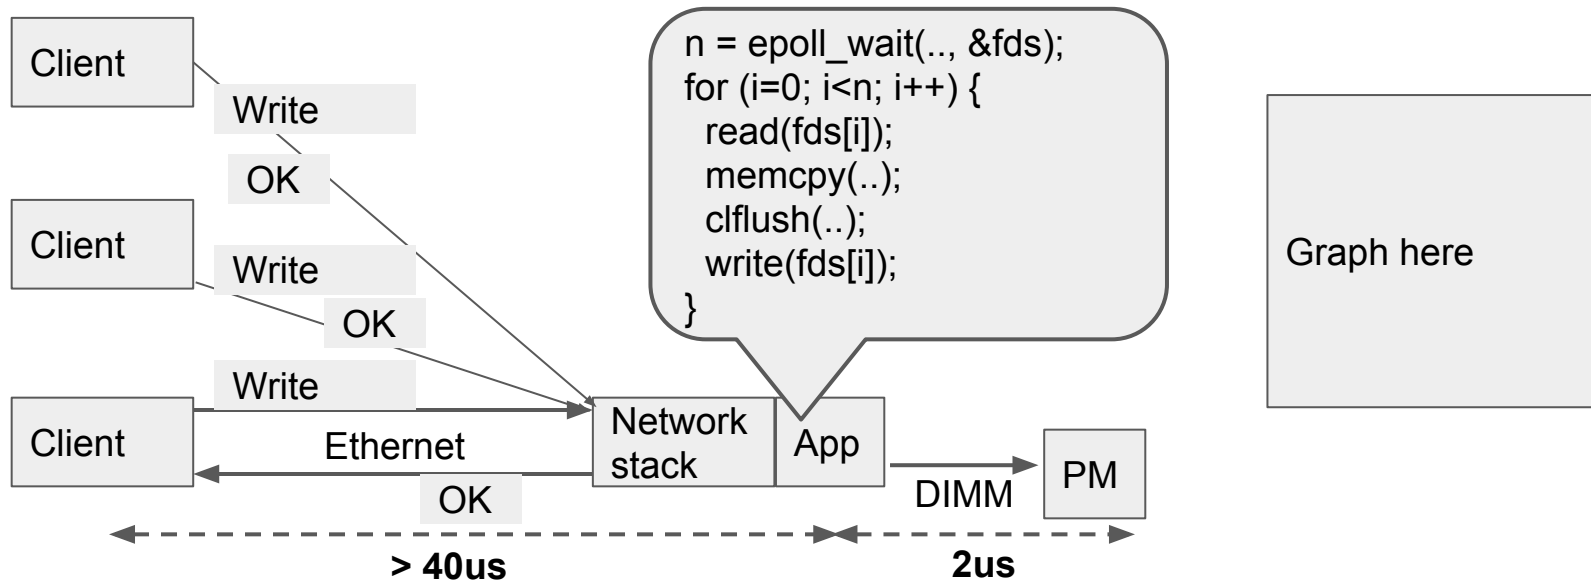 Client
Write
OK
Client
Write
OK
Client
Write
Ethernet
OK
n = epoll_wait(.., &fds);
for (i=0; i<n; i++) {
read(fds[i]);
memcpy(..);
clflush(..);
write(fds[i]);
}
Network
stack
App
DIMM
PM
> 40us
2us
Graph here